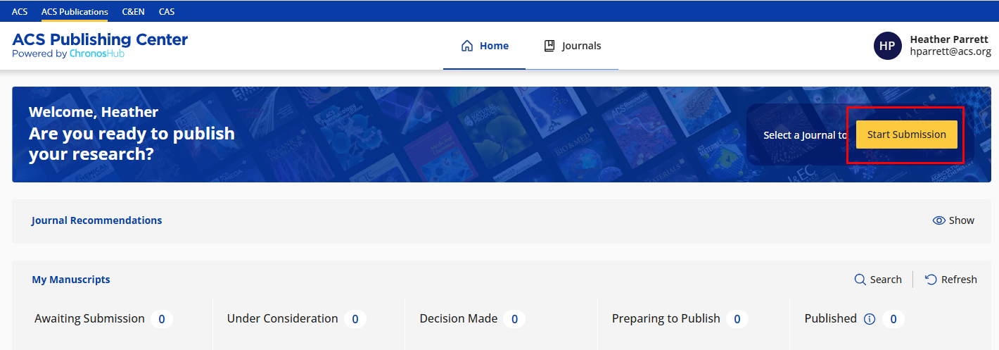 ACS ACS Publications C&EN CAS
ACS Publishing Center
Powered by ChronosHub
Home Journals
HP
Heather Parrett
hparrett@acs.org
Welcome, Heather
Are you ready to publish
your research?
Select a Journal to
Start Submission
Journal Recommendations
Show
My Manuscripts
Search
Refresh
Awaiting Submission 0
Under Consideration 0
Decision Made 0
Preparing to Publish 0
Published 0